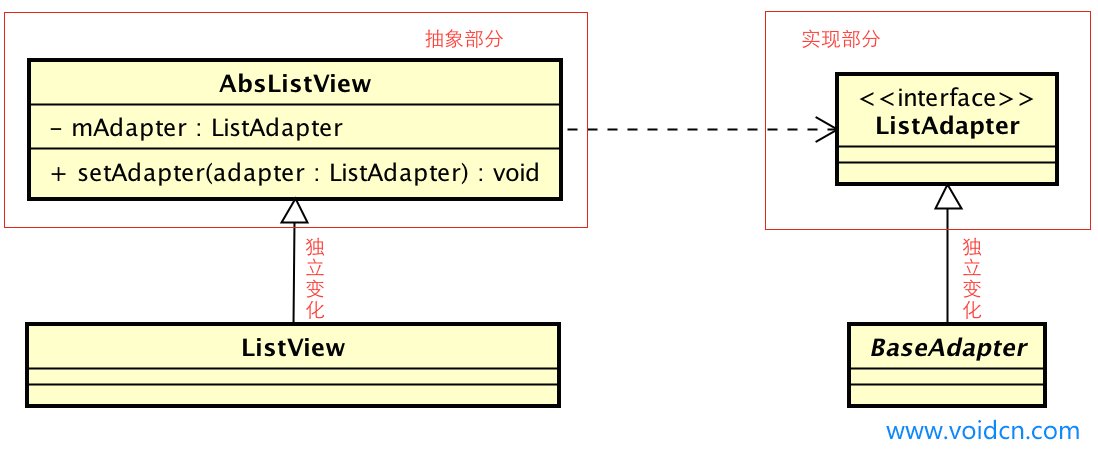 抽象部分
实现部分
AbsListView
- mAdapter : ListAdapter
+ setAdapter(adapter : ListAdapter) : void
<<interface>>
ListAdapter
独立变化
独立变化
ListView
BaseAdapter
www.voidcn.com